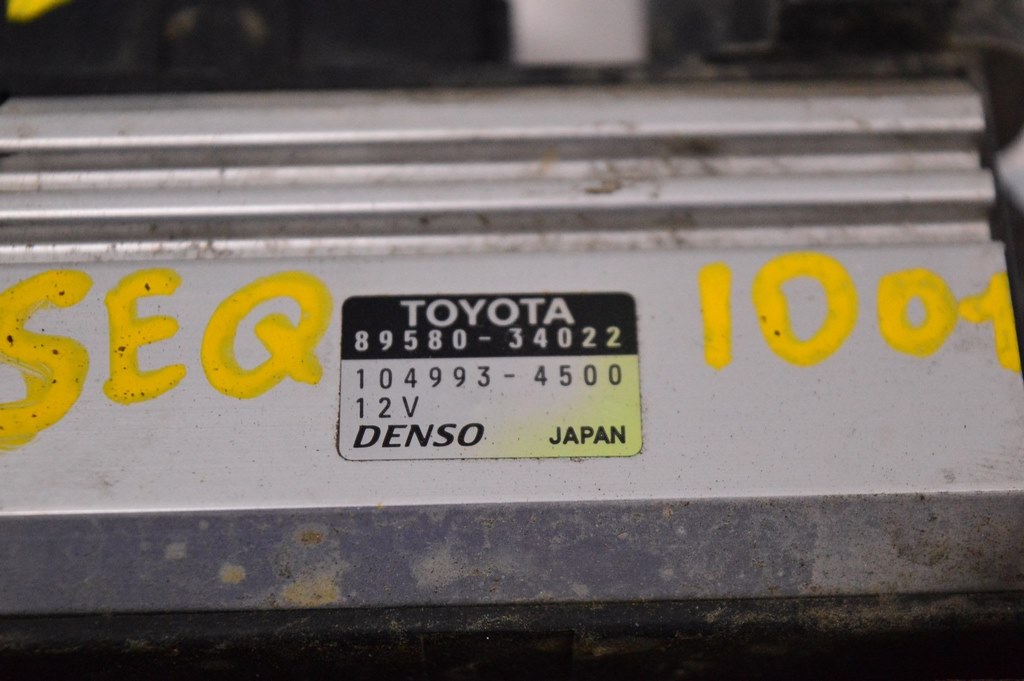 SEQ
TOYOTA
89580-34022
104993-4500
12V
DENSO JAPAN